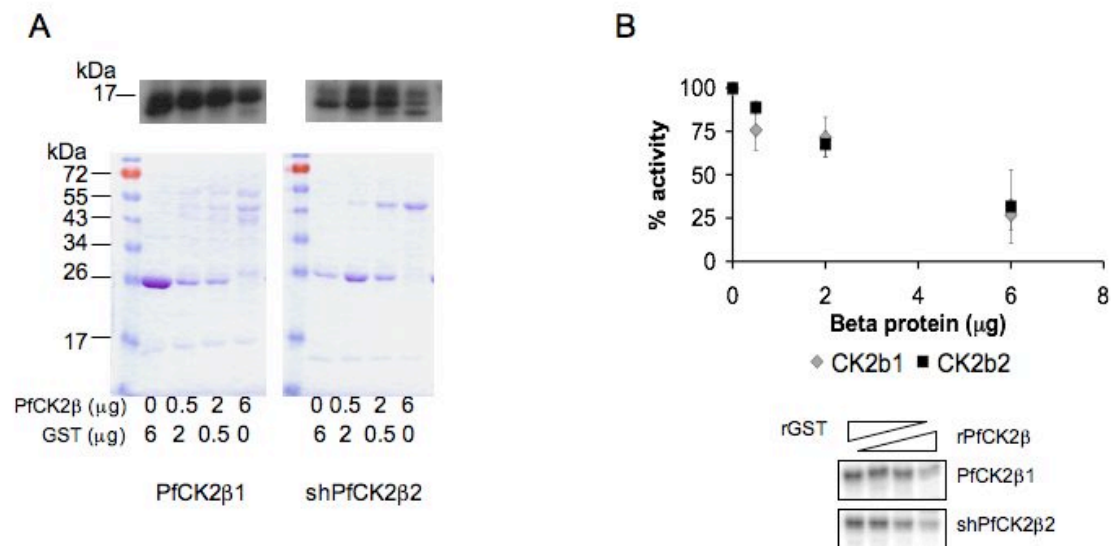 A
kDa
17
kDa
72
55
43
34
26
17
PfCK2β (μg) 0 0.5 2 6 0 0.5 2 6
GST (μg) 6 2 0.5 0 6 2 0.5 0
PfCK2β1 shPfCK2β2
B
% activity
100
75
50
25
0
0 2 4 6 8
Beta protein (μg)
CK2b1 CK2b2
rGST rPfCK2β
PfCK2β1
shPfCK2β2